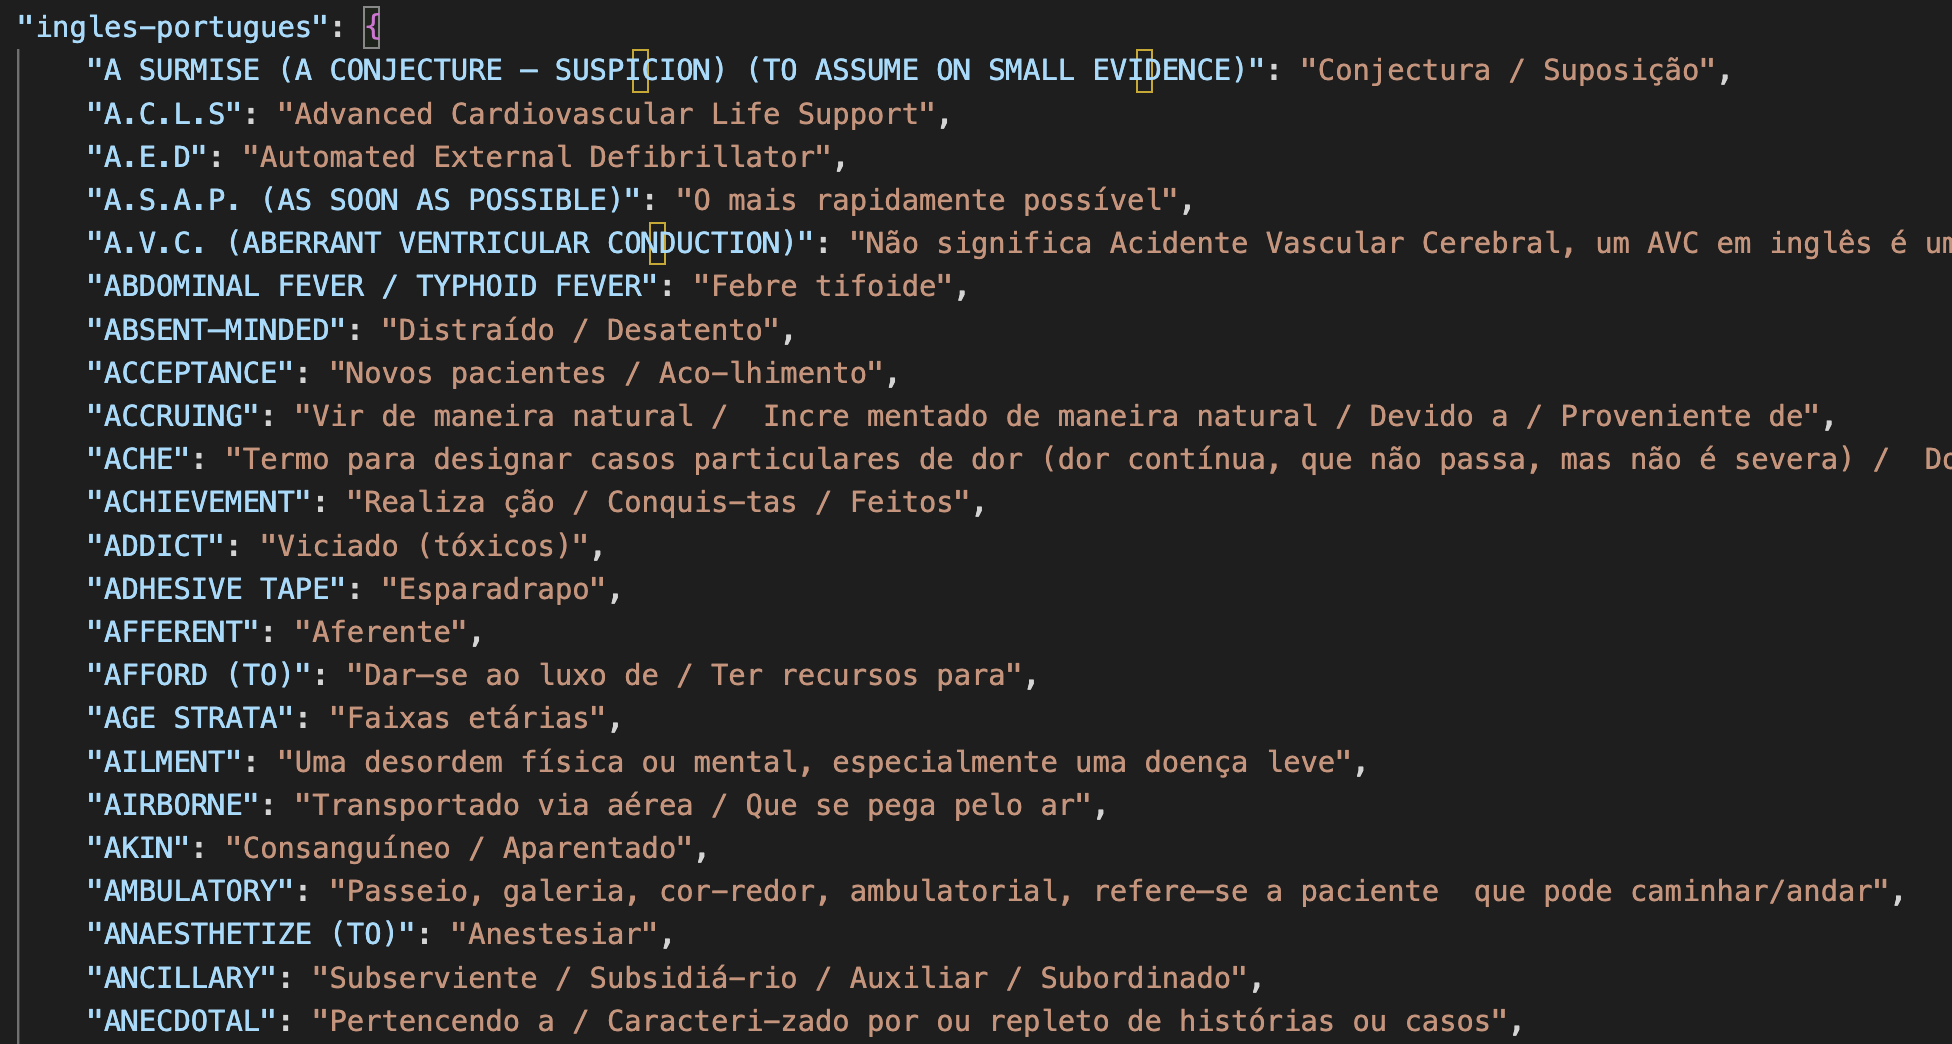 "ingles-portugues": {
"A SURMISE (A CONJECTURE – SUSPICION) (TO ASSUME ON SMALL EVIDENCE)": "Conjectura / Suposição",
"A.C.L.S": "Advanced Cardiovascular Life Support",
"A.E.D": "Automated External Defibrillator",
"A.S.A.P. (AS SOON AS POSSIBLE)": "O mais rapidamente possível",
"A.V.C. (ABERRANT VENTRICULAR CONDUCTION)": "Não significa Acidente Vascular Cerebral, um AVC em inglês é um
"ABDOMINAL FEVER / TYPHOID FEVER": "Febre tifoide",
"ABSENT–MINDED": "Distraído / Desatento",
"ACCEPTANCE": "Novos pacientes / Aco-lhimento",
"ACCRUING": "Vir de maneira natural /  Incre mentado de maneira natural / Devido a / Proveniente de",
"ACHE": "Termo para designar casos particulares de dor (dor contínua, que não passa, mas não é severa) /  Do
"ACHIEVEMENT": "Realiza ção / Conquis-tas / Feitos",
"ADDICT": "Viciado (tóxicos)",
"ADHESIVE TAPE": "Esparadrapo",
"AFFERENT": "Aferente",
"AFFORD (TO)": "Dar–se ao luxo de / Ter recursos para",
"AGE STRATA": "Faixas etárias",
"AILMENT": "Uma desordem física ou mental, especialmente uma doença leve",
"AIRBORNE": "Transportado via aérea / Que se pega pelo ar",
"AKIN": "Consanguíneo / Aparentado",
"AMBULATORY": "Passeio, galeria, cor-redor, ambulatorial, refere–se a paciente  que pode caminhar/andar",
"ANAESTHETIZE (TO)": "Anestesiar",
"ANCILLARY": "Subserviente / Subsidiá-rio / Auxiliar / Subordinado",
"ANECDOTAL": "Pertencendo a / Caracteri-zado por ou repleto de histórias ou casos",